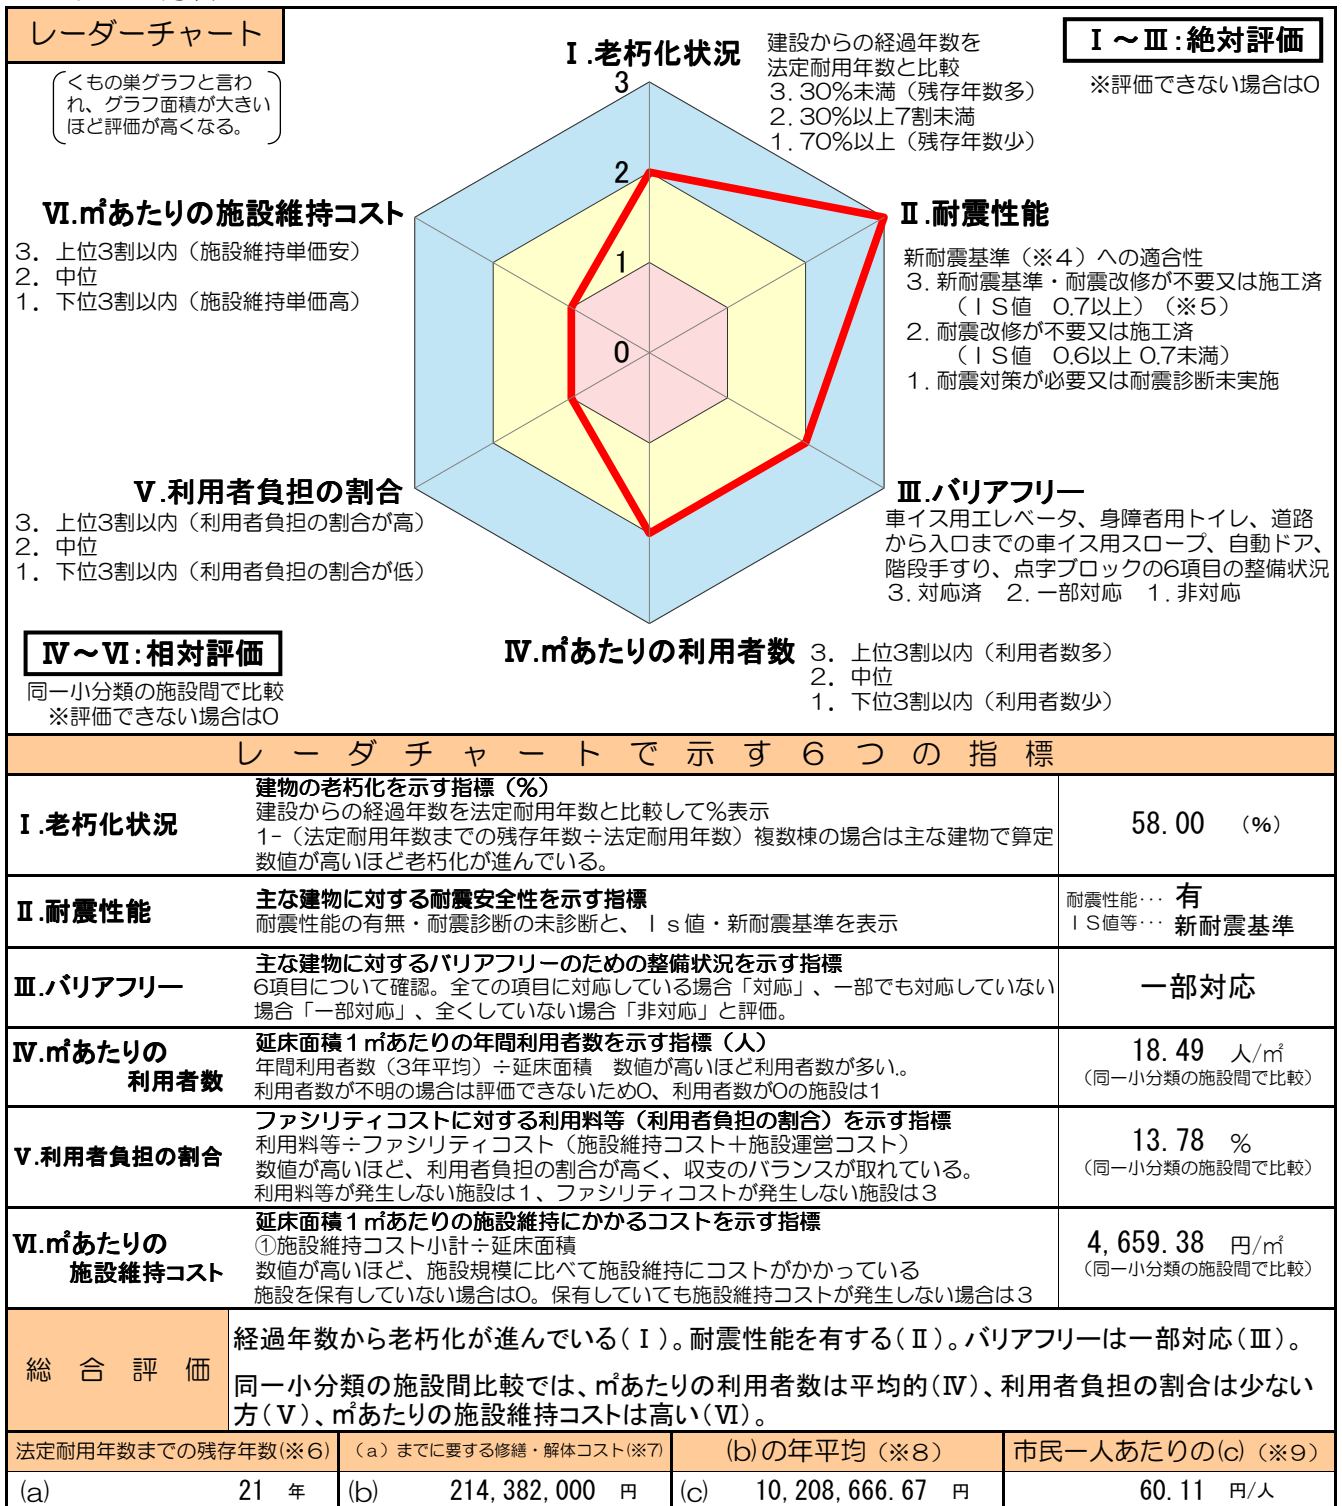 レーダーチャート
くもの巣グラフと言わ
れ、グラフ面積が大きい
ほど評価が高くなる。
Ⅰ.老朽化状況
建設からの経過年数を
法定耐用年数と比較
3.30%未満（残存年数多）
2.30%以上7割未満
1.70%以上（残存年数少）
Ⅰ～Ⅲ:絶対評価
※評価できない場合は0
3
2
1
0
Ⅵ.㎡あたりの施設維持コスト
3. 上位3割以内（施設維持単価安）
2. 中位
1. 下位3割以内（施設維持単価高）
Ⅱ.耐震性能
新耐震基準（※4）への適合性
3.新耐震基準・耐震改修が不要又は施工済
（ＩＳ値 0.7以上）（※5）
2.耐震改修が不要又は施工済
（ＩＳ値 0.6以上 0.7未満）
1.耐震対策が必要又は耐震診断未実施
Ⅴ.利用者負担の割合
3. 上位3割以内（利用者負担の割合が高）
2. 中位
1. 下位3割以内（利用者負担の割合が低）
Ⅲ.バリアフリー
車イス用エレベータ、身障者用トイレ、道路
から入口までの車イス用スロープ、自動ドア、
階段手すり、点字ブロックの6項目の整備状況
3.対応済 2.一部対応 1.非対応
Ⅳ～Ⅵ:相対評価
同一小分類の施設間で比較
※評価できない場合は0
Ⅳ.㎡あたりの利用者数
3. 上位3割以内（利用者数多）
2. 中位
1. 下位3割以内（利用者数少）
レーダチャートで示す6つの指標
Ⅰ.老朽化状況
建物の老朽化を示す指標（%）
建設からの経過年数を法定耐用年数と比較して%表示
1-（法定耐用年数までの残存年数÷法定耐用年数）複数棟の場合は主な建物で算定
数値が高いほど老朽化が進んでいる。
58.00 （%）
Ⅱ.耐震性能
主な建物に対する耐震安全性を示す指標
耐震性能の有無・耐震診断の未診断と、Ｉｓ値・新耐震基準を表示
耐震性能… 有
ＩＳ値等… 新耐震基準
Ⅲ.バリアフリー
主な建物に対するバリアフリーのための整備状況を示す指標
6項目について確認。全ての項目に対応している場合「対応」、一部でも対応していない
場合「一部対応」、全くしていない場合「非対応」と評価。
一部対応
Ⅳ.㎡あたりの
利用者数
延床面積１㎡あたりの年間利用者数を示す指標（人）
年間利用者数（3年平均）÷延床面積 数値が高いほど利用者数が多い。
利用者数が不明の場合は評価できないため0、利用者数が0の施設は1
18.49 人/㎡
（同一小分類の施設間で比較）
Ⅴ.利用者負担の割合
ファシリティコストに対する利用料等（利用者負担の割合）を示す指標
利用料等÷ファシリティコスト（施設維持コスト＋施設運営コスト）
数値が高いほど、利用者負担の割合が高く、収支のバランスが取れている。
利用料等が発生しない施設は１、ファシリティコストが発生しない施設は３
13.78 %
（同一小分類の施設間で比較）
Ⅵ.㎡あたりの
施設維持コスト
延床面積１㎡あたりの施設維持にかかるコストを示す指標
①施設維持コスト小計÷延床面積
数値が高いほど、施設規模に比べて施設維持にコストがかかっている
施設を保有していない場合は0。保有していても施設維持コストが発生しない場合は３
4,659.38 円/㎡
（同一小分類の施設間で比較）
総合評価
経過年数から老朽化が進んでいる(Ⅰ)。耐震性能を有する(Ⅱ)。バリアフリーは一部対応(Ⅲ)。
同一小分類の施設間比較では、㎡あたりの利用者数は平均的(Ⅳ)、利用者負担の割合は少ない
方(Ⅴ)、㎡あたりの施設維持コストは高い(Ⅵ)。
法定耐用年数までの残存年数(※6)
（a）までに要する修繕・解体コスト(※7)
(b)の年平均（※8）
市民一人あたりの(c)（※9）
(a) 21 年
(b) 214,382,000 円
(c) 10,208,666.67 円
60.11 円/人